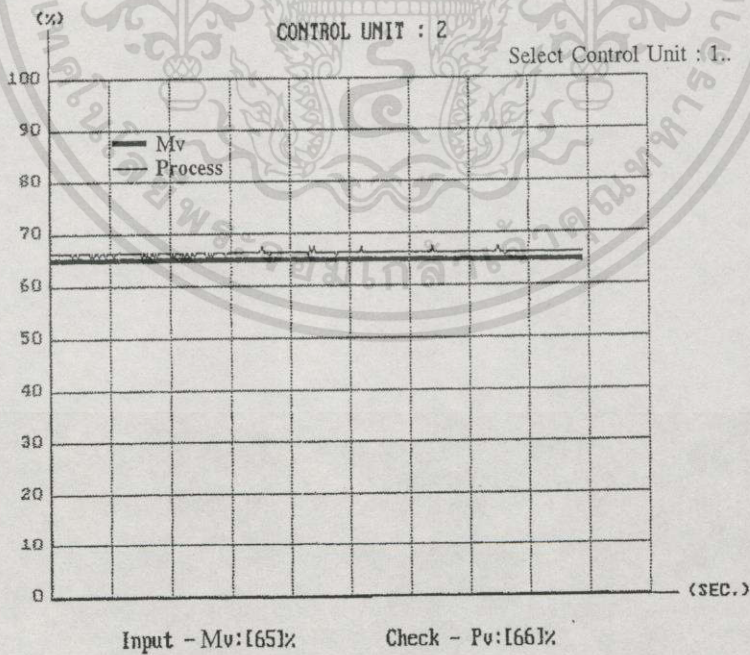 (%)
CONTROL UNIT : 2
Select Control Unit : 1..
100
90
Mv
80
Process
70
60
50
40
30
20
10
0
(SEC.)
Input - Mv:[65]% Check - Pv:[66]%